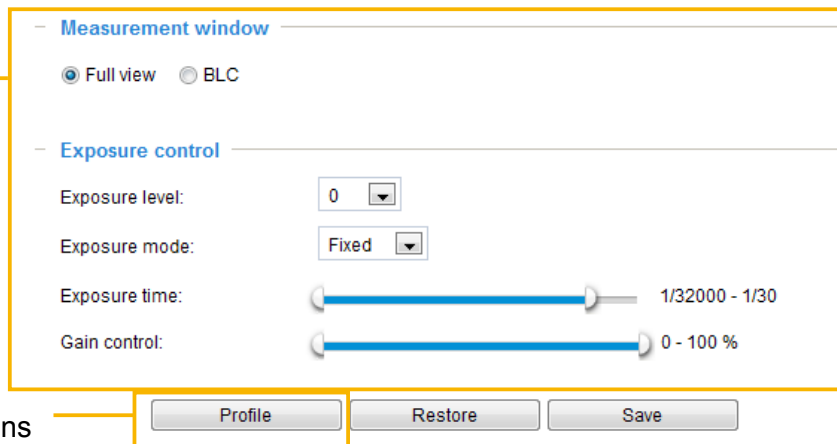 Measurement window
Full view BLC
Exposure control
Exposure level: 0
Exposure mode: Fixed
Exposure time: 1/32000 - 1/30
Gain control: 0 - 100 %
Profile Restore Save
ns